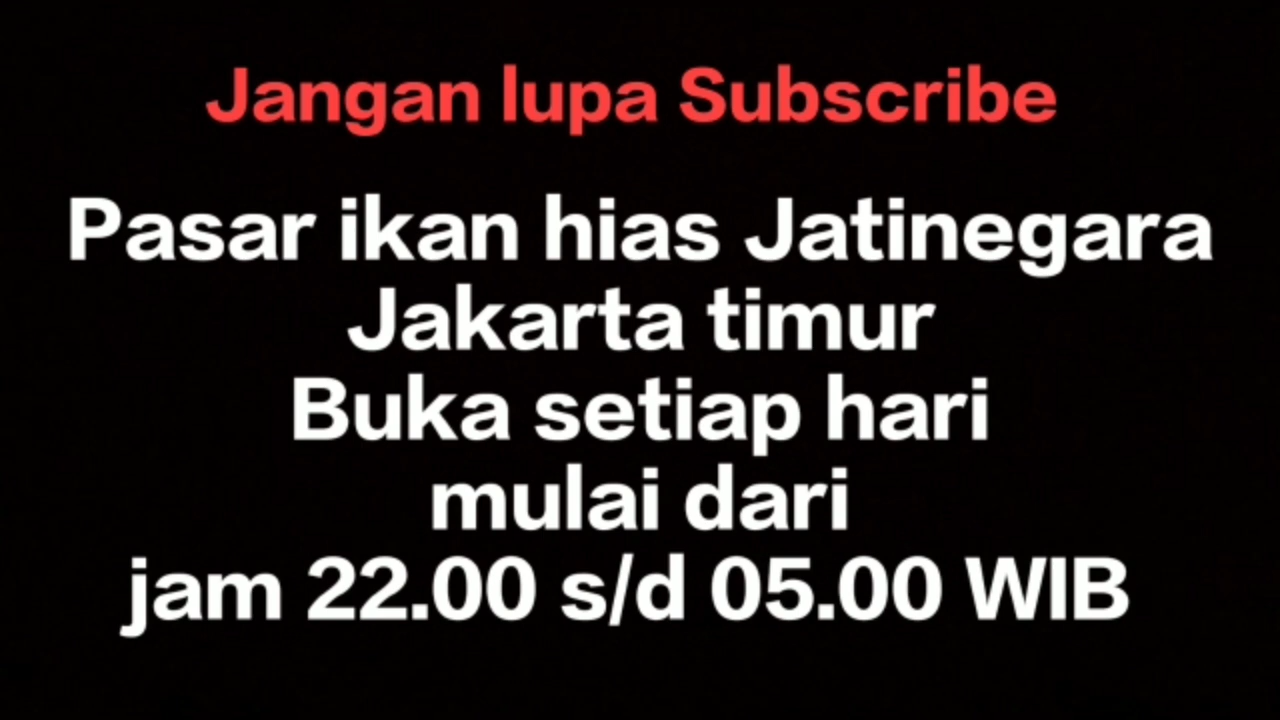 Jangan lupa Subscribe
Pasar ikan hias Jatinegara
Jakarta timur
Buka setiap hari
mulai dari
jam 22.00 s/d 05.00 WIB